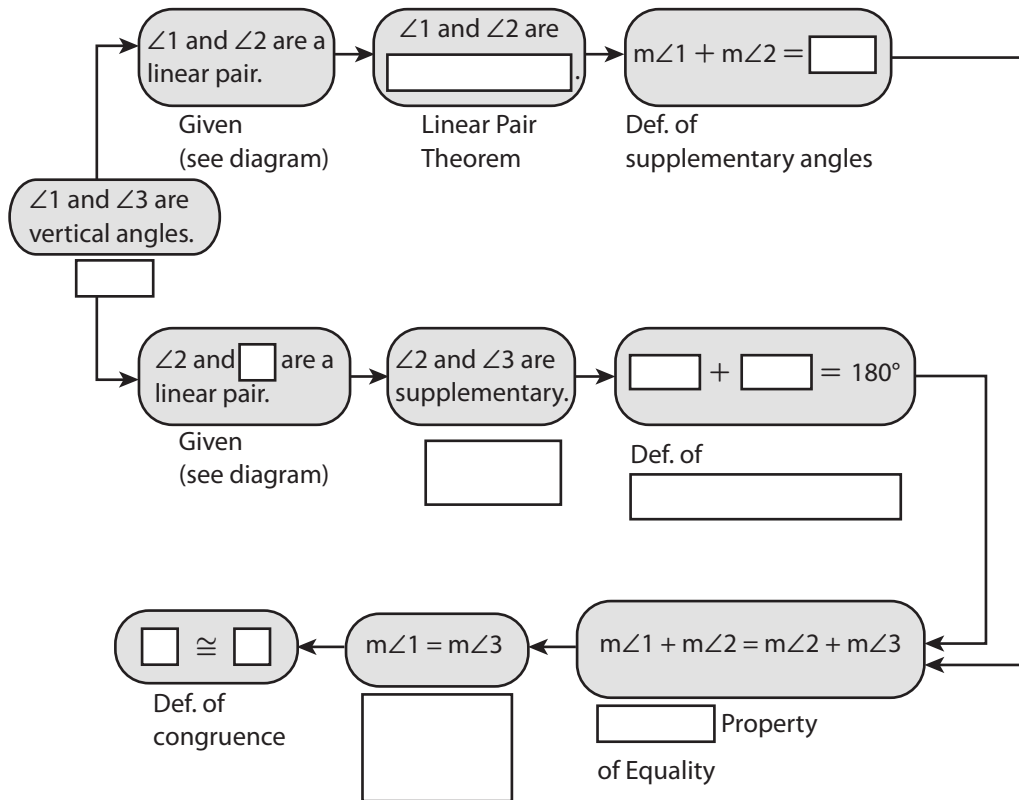 ∠1 and ∠2 are a
linear pair.
Given
(see diagram)
∠1 and ∠2 are
.
Linear Pair
Theorem
m∠1 + m∠2 =
Def. of
supplementary angles
∠1 and ∠3 are
vertical angles.
∠2 and are a
linear pair.
Given
(see diagram)
∠2 and ∠3 are
supplementary.
+ = 180°
Def. of
m∠1 + m∠2 = m∠2 + m∠3
Property
of Equality
m∠1 = m∠3
≅
Def. of
congruence